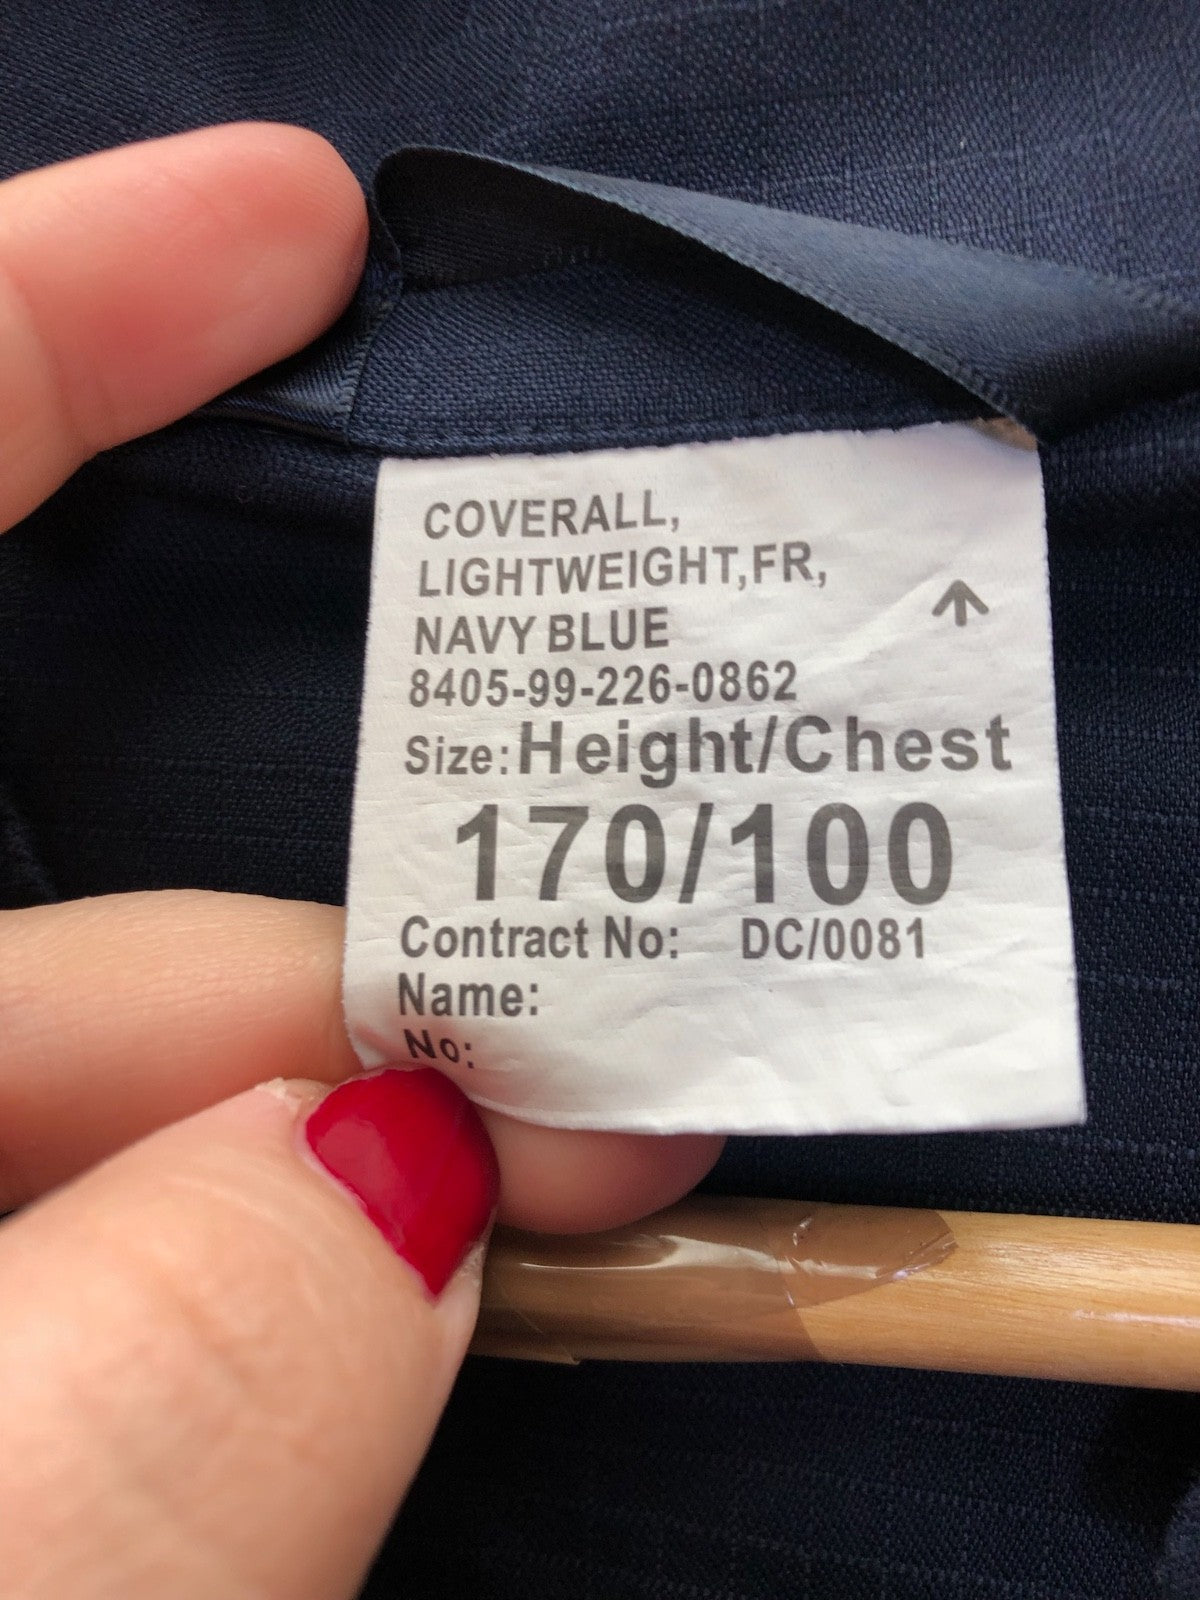 COVERALL,
LIGHTWEIGHT,FR,
NAVY BLUE
8405-99-226-0862
Size: Height/Chest
170/100
Contract No: DC/0081
Name:
No: